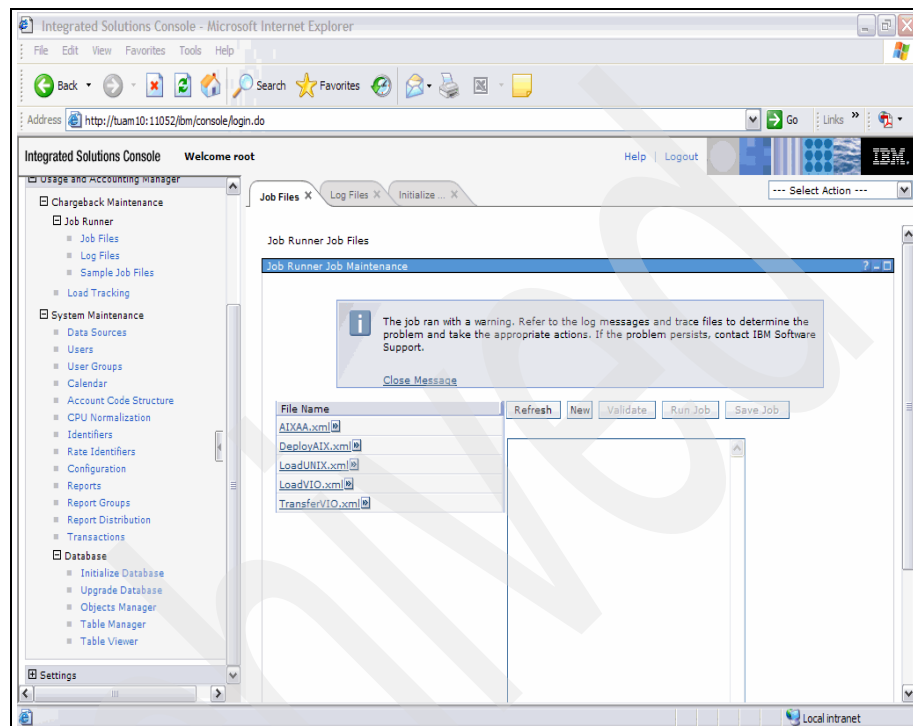 Integrated Solutions Console - Microsoft Internet Explorer
File Edit View Favorites Tools Help
Back Search Favorites
Address http://tuam10:11052/ibm/console/login.do Go Links »
Integrated Solutions Console Welcome root Help Logout IBM.
Usage and Accounting Manager
Chargeback Maintenance
Job Runner
Job Files
Log Files
Sample Job Files
Load Tracking
System Maintenance
Data Sources
Users
User Groups
Calendar
Account Code Structure
CPU Normalization
Identifiers
Rate Identifiers
Configuration
Reports
Report Groups
Report Distribution
Transactions
Database
Initialize Database
Upgrade Database
Objects Manager
Table Manager
Table Viewer
Settings
Job Files X Log Files X Initialize ... X --- Select Action ---
Job Runner Job Files
Job Runner Job Maintenance ?
The job ran with a warning. Refer to the log messages and trace files to determine the
problem and take the appropriate actions. If the problem persists, contact IBM Software
Support.
Close Message
File Name
AIXAA.xml
DeployAIX.xml
LoadUNIX.xml
LoadVIO.xml
TransferVIO.xml
Refresh New Validate Run Job Save Job
Local intranet